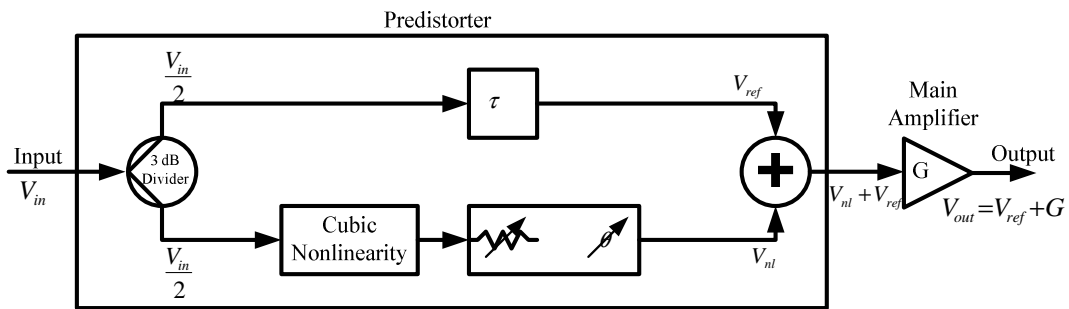 Predistorter
V_in/2
τ
V_ref
Main
Amplifier
Input
V_in
3 dB
Divider
+
G
Output
V_nl + V_ref
V_out = V_ref + G
Cubic
Nonlinearity
θ
V_in/2
V_nl